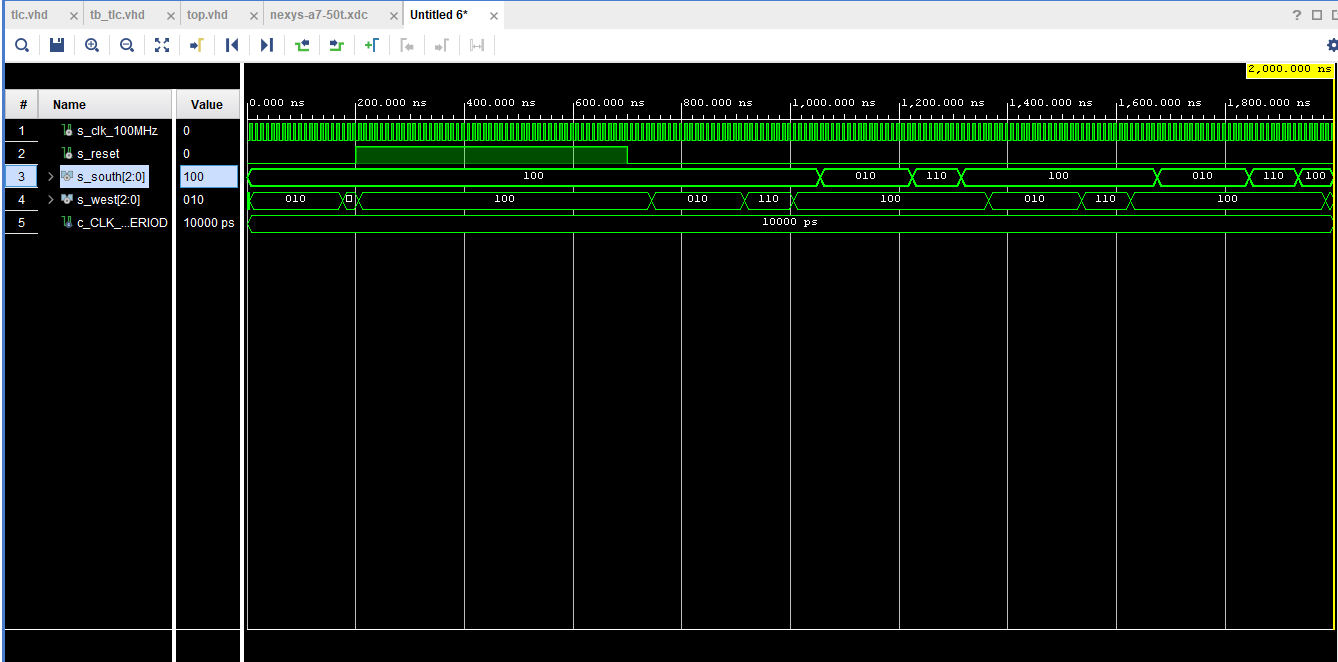 tlc.vhd × tb_tlc.vhd × top.vhd × nexys-a7-50t.xdc × Untitled 6* × ?
2,000.000 ns
# Name Value
0.000 ns 200.000 ns 400.000 ns 600.000 ns 800.000 ns 1,000.000 ns 1,200.000 ns 1,400.000 ns 1,600.000 ns 1,800.000 ns
1 s_clk_100MHz 0
2 s_reset 0
3 s_south[2:0] 100 100 010 110 100 010 110 100
4 s_west[2:0] 010 010 100 010 110 100 010 110 100
5 c_CLK_...ERIOD 10000 ps 10000 ps